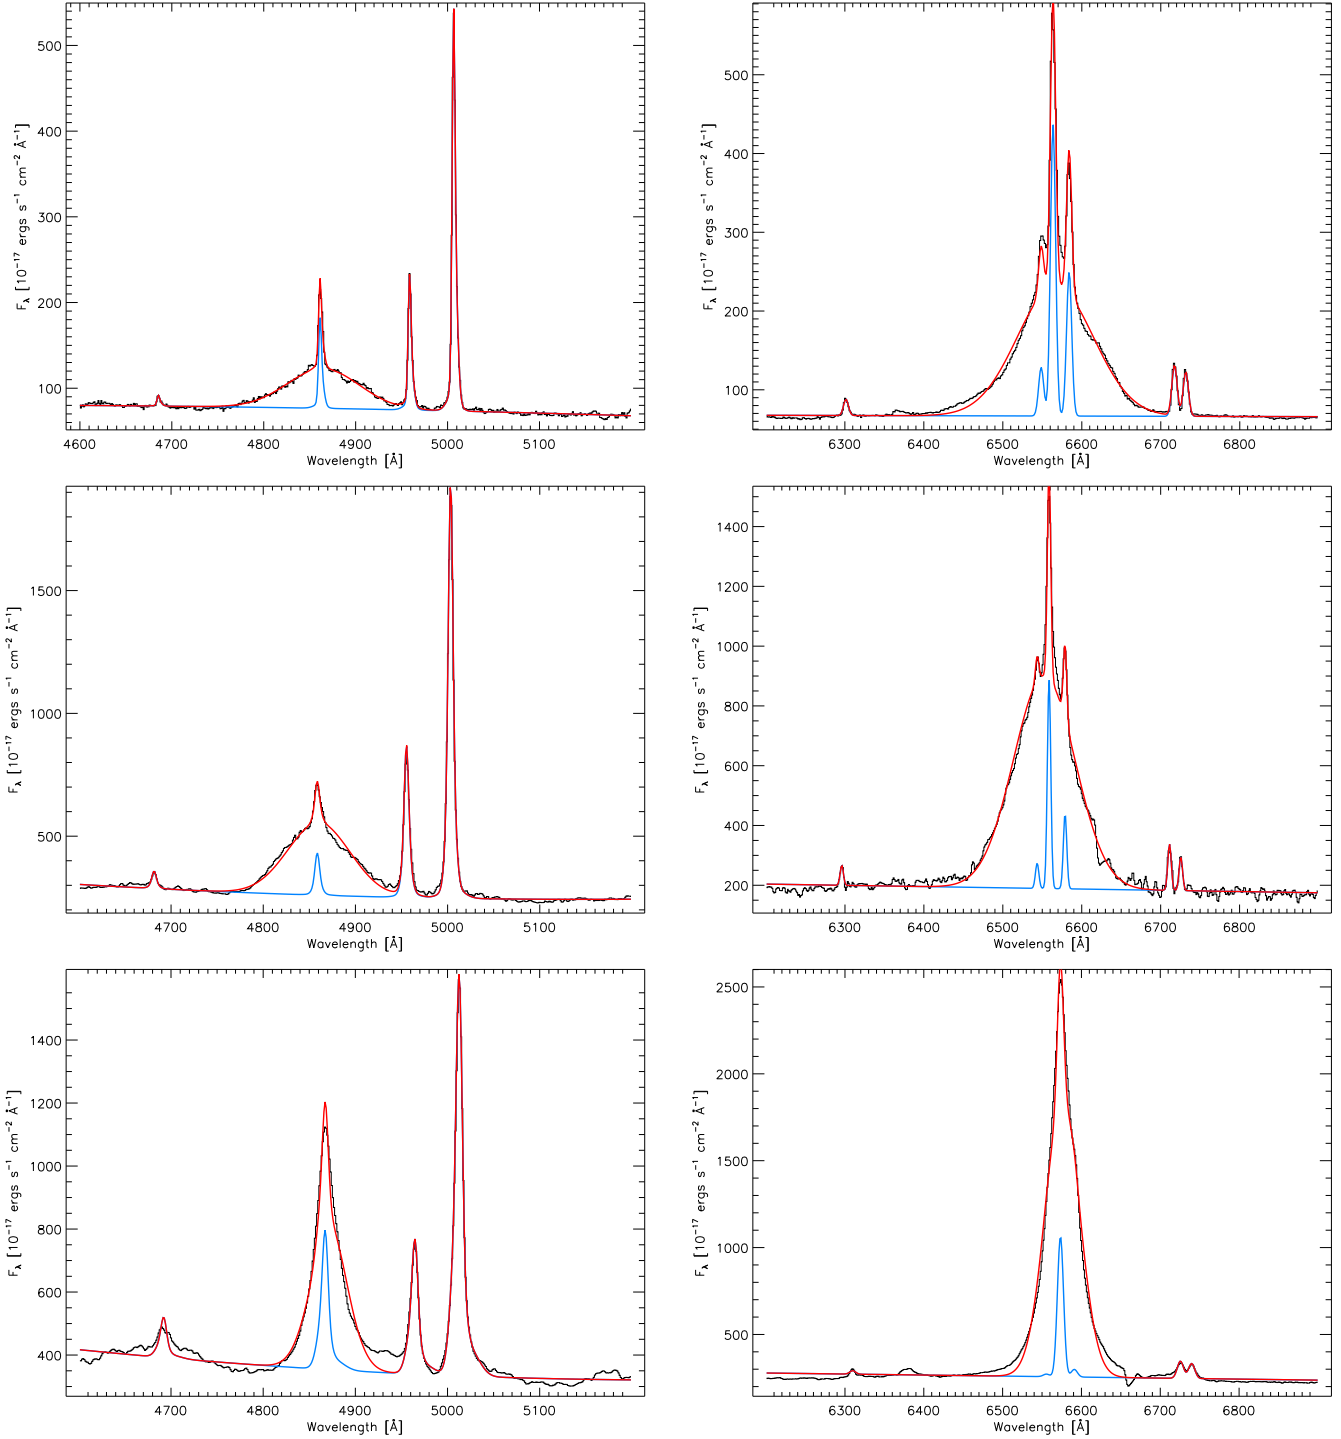 500
400
300
200
100
F_λ [10⁻¹⁷ ergs s⁻¹ cm⁻² Å⁻¹]
4600 4700 4800 4900 5000 5100
Wavelength [Å]
500
400
300
200
100
F_λ [10⁻¹⁷ ergs s⁻¹ cm⁻² Å⁻¹]
6300 6400 6500 6600 6700 6800
Wavelength [Å]
1500
1000
500
F_λ [10⁻¹⁷ ergs s⁻¹ cm⁻² Å⁻¹]
4700 4800 4900 5000 5100
Wavelength [Å]
1400
1200
1000
800
600
400
200
F_λ [10⁻¹⁷ ergs s⁻¹ cm⁻² Å⁻¹]
6300 6400 6500 6600 6700 6800
Wavelength [Å]
1400
1200
1000
800
600
400
F_λ [10⁻¹⁷ ergs s⁻¹ cm⁻² Å⁻¹]
4700 4800 4900 5000 5100
Wavelength [Å]
2500
2000
1500
1000
500
F_λ [10⁻¹⁷ ergs s⁻¹ cm⁻² Å⁻¹]
6300 6400 6500 6600 6700 6800
Wavelength [Å]